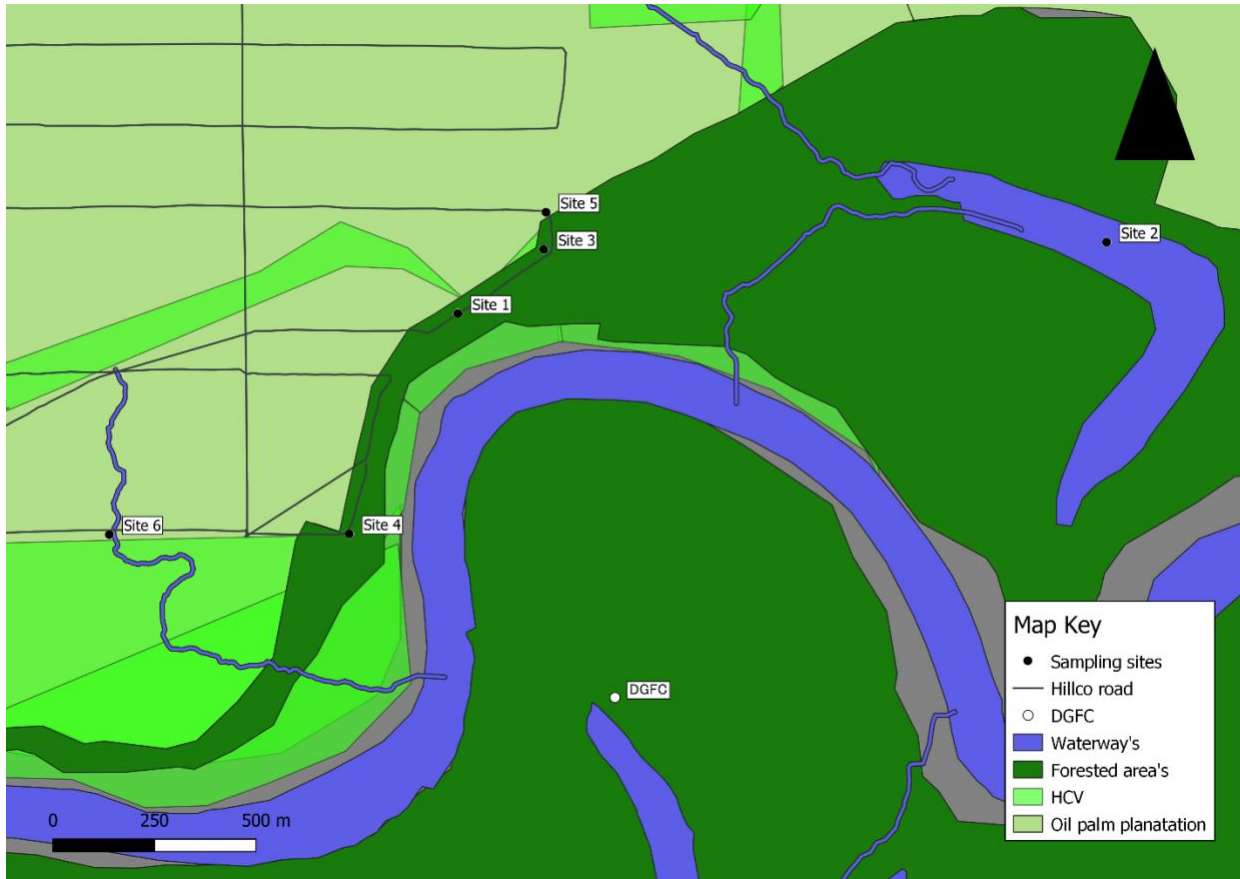 Site 5
Site 3
Site 2
Site 1
Site 6
Site 4
DGFC
0 250 500 m
Map Key
Sampling sites
Hillco road
DGFC
Waterway's
Forested area's
HCV
Oil palm planatation